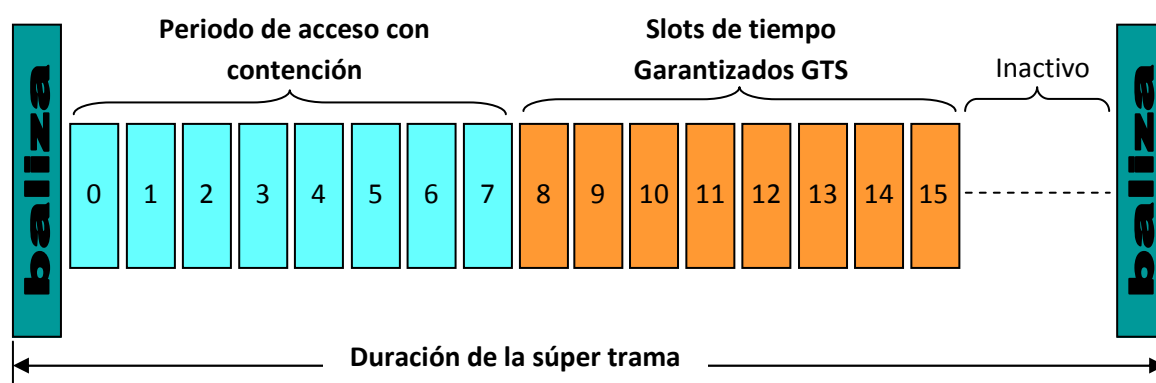 Periodo de acceso con
contención
Slots de tiempo
Garantizados GTS
Inactivo
baliza
0 1 2 3 4 5 6 7 8 9 10 11 12 13 14 15
baliza
Duración de la súper trama